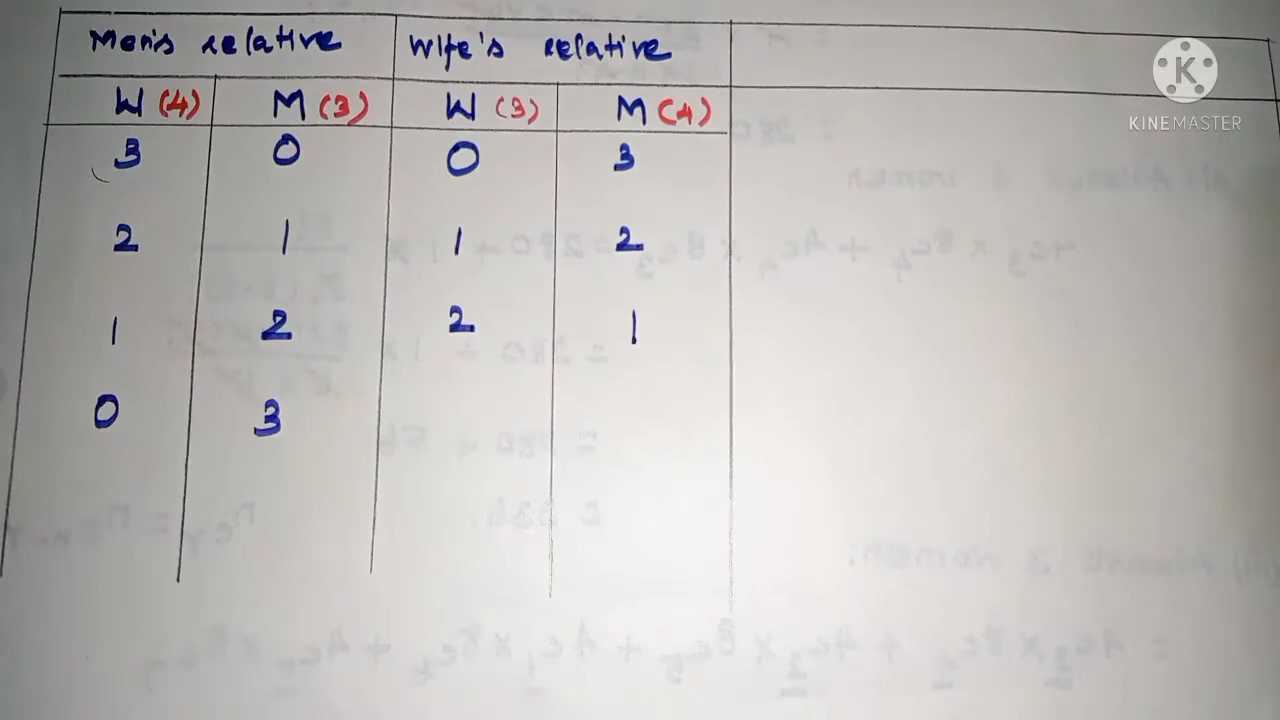 Men's relative Wife's relative
W (4) M (3) W (3) M (4)
3 0 0 3
2 1 1 2
1 2 2 1
0 3
K
KINEMASTER